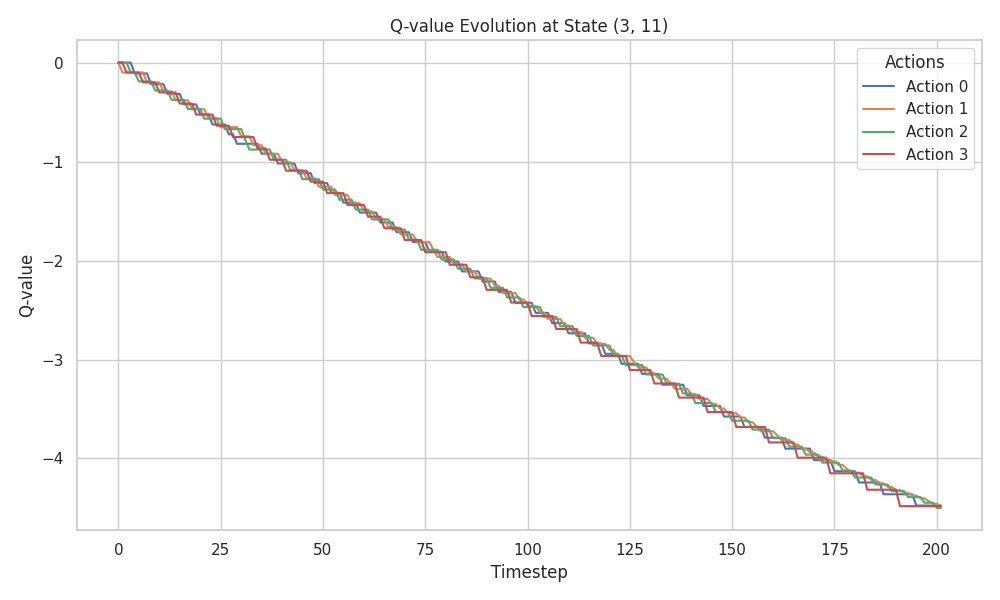 Q-value Evolution at State (3, 11)
Actions
Action 0
Action 1
Action 2
Action 3
Q-value
0
−1
−2
−3
−4
0 25 50 75 100 125 150 175 200
Timestep